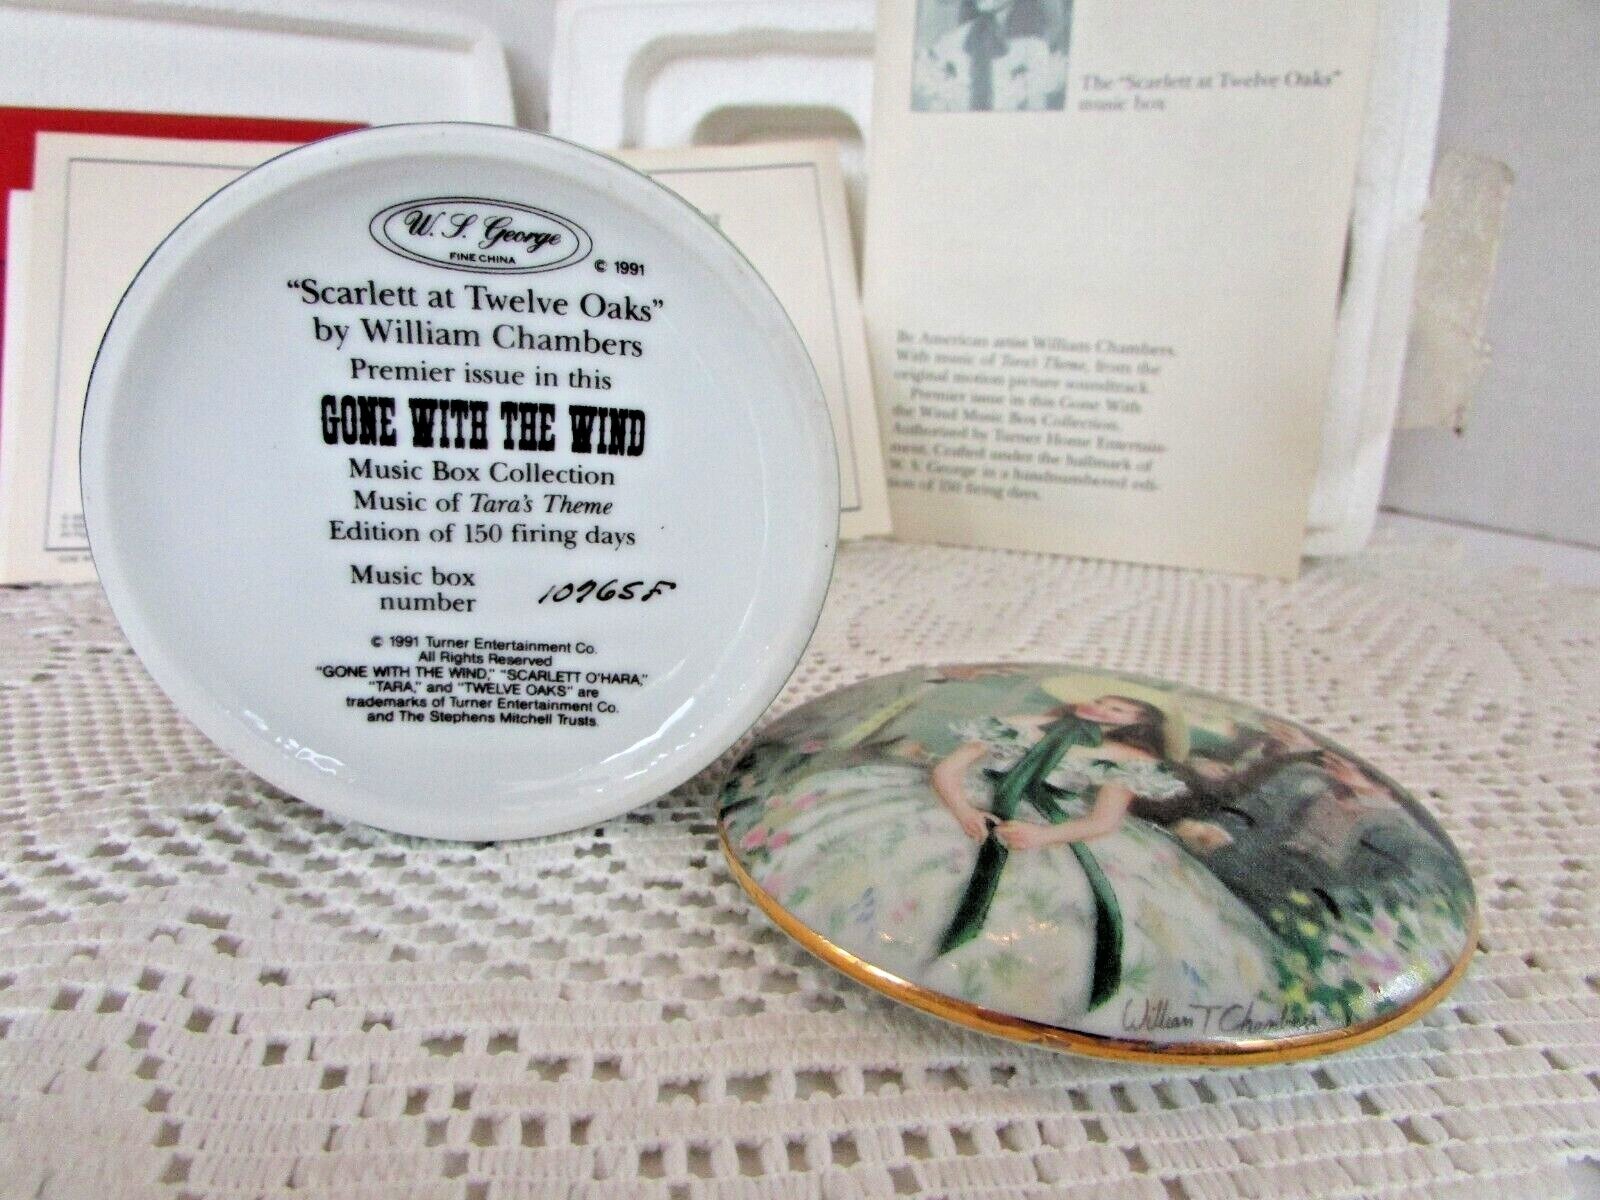 W. S. George
FINE CHINA
© 1991
"Scarlett at Twelve Oaks"
by William Chambers
Premier issue in this
GONE WITH THE WIND
Music Box Collection
Music of Tara's Theme
Edition of 150 firing days
Music box
number 10765F
© 1991 Turner Entertainment Co.
All Rights Reserved
"GONE WITH THE WIND," "SCARLETT O'HARA,"
"TARA," and "TWELVE OAKS" are
trademarks of Turner Entertainment Co.
and The Stephens Mitchell Trusts.
The "Scarlett at Twelve Oaks"
music box
By American artist William Chambers.
With music of Tara's Theme, from the
original motion picture soundtrack.
Premier issue in this Gone With
the Wind Music Box Collection.
Authorized by Turner Home Entertain-
ment. Crafted under the hallmark of
W. S. George in a handnumbered edi-
tion of 150 firing days.
William T Chambers